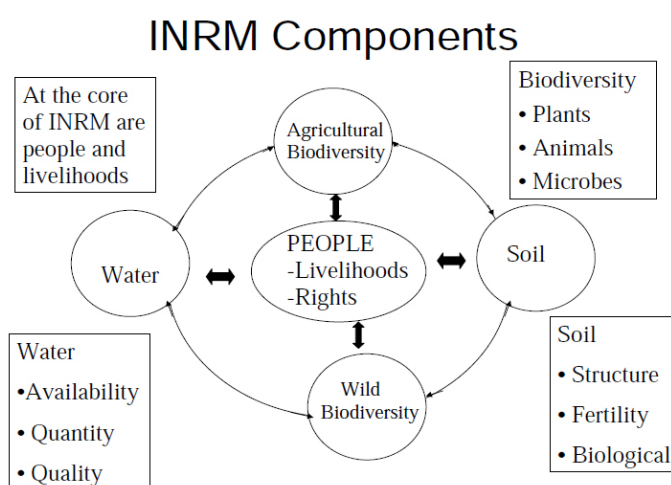 INRM Components
At the core
of INRM are
people and
livelihoods
Agricultural
Biodiversity
Biodiversity
• Plants
• Animals
• Microbes
Water
PEOPLE
-Livelihoods
-Rights
Soil
Water
•Availability
• Quantity
• Quality
Wild
Biodiversity
Soil
• Structure
• Fertility
• Biological